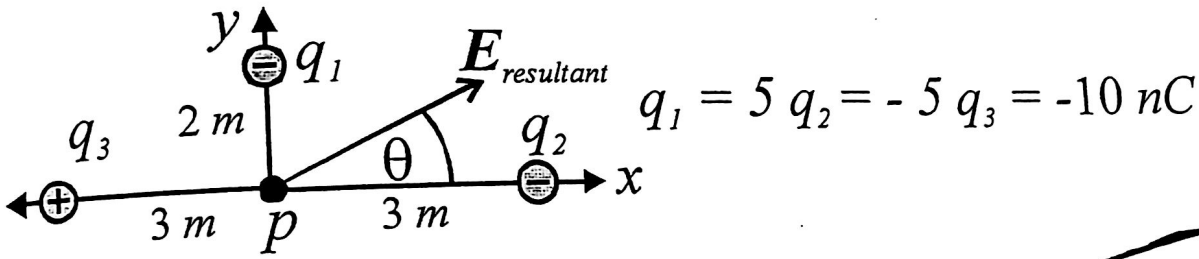 y
q₁
E resultant
q₁ = 5 q₂ = - 5 q₃ = -10 nC
2 m
q₃
θ
q₂
x
3 m
p
3 m